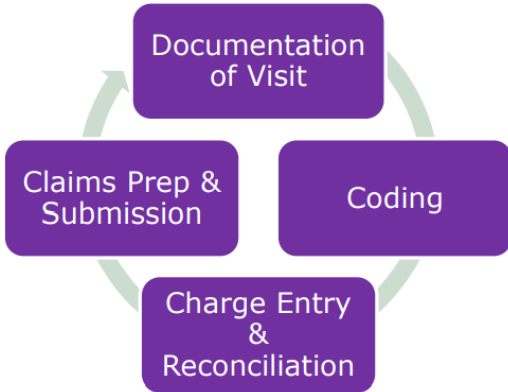 Documentation
of Visit
Coding
Charge Entry
&
Reconciliation
Claims Prep &
Submission